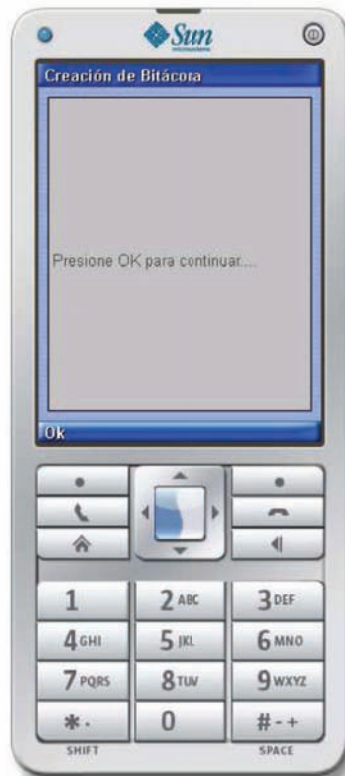 Sun
microsystems
Creación de Bitácora
Presione OK para continuar....
Ok
1 2 ABC 3 DEF
4 GHI 5 JKL 6 MNO
7 PQRS 8 TUV 9 WXYZ
* . 0 # - +
SHIFT SPACE